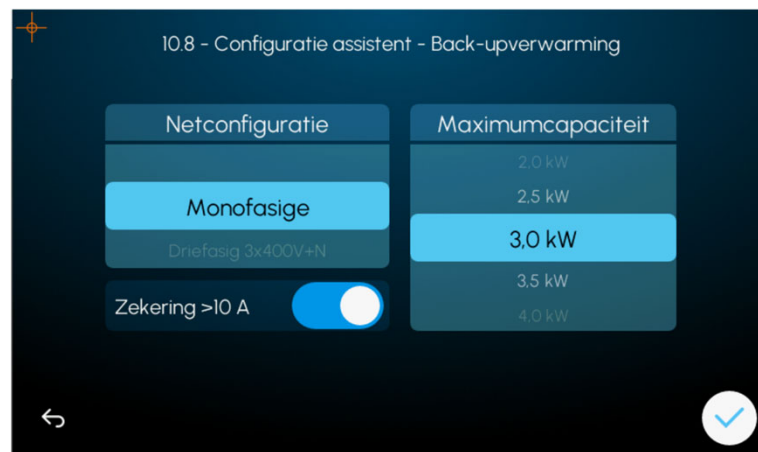 10.8 - Configuratie assistent - Back-upverwarming
Netconfiguratie
Monofasige
Driefasig 3x400V+N
Zekering >10 A
Maximumcapaciteit
2,0 kW
2,5 kW
3,0 kW
3,5 kW
4,0 kW